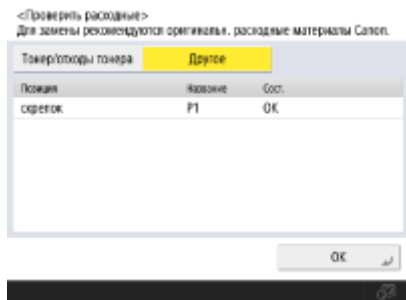 <Проверить расходные>
Для замены рекомендуются оригинальн. расходные материалы Canon.
Тонер/отходы тонера Другое
Позиция Название Сост.
скрепок P1 OK
OK